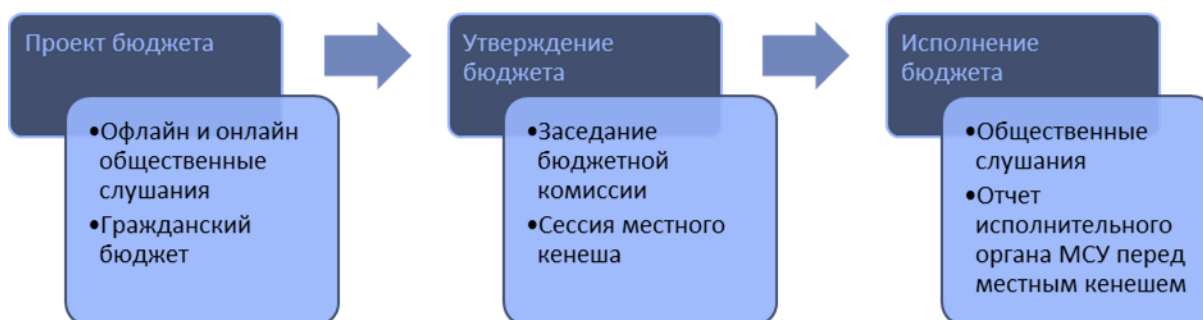 Проект бюджета
•Офлайн и онлайн
общественные
слушания
•Гражданский
бюджет
Утверждение
бюджета
•Заседание
бюджетной
комиссии
•Сессия местного
кенеша
Исполнение
бюджета
•Общественные
слушания
•Отчет
исполнительного
органа МСУ перед
местным кенешем